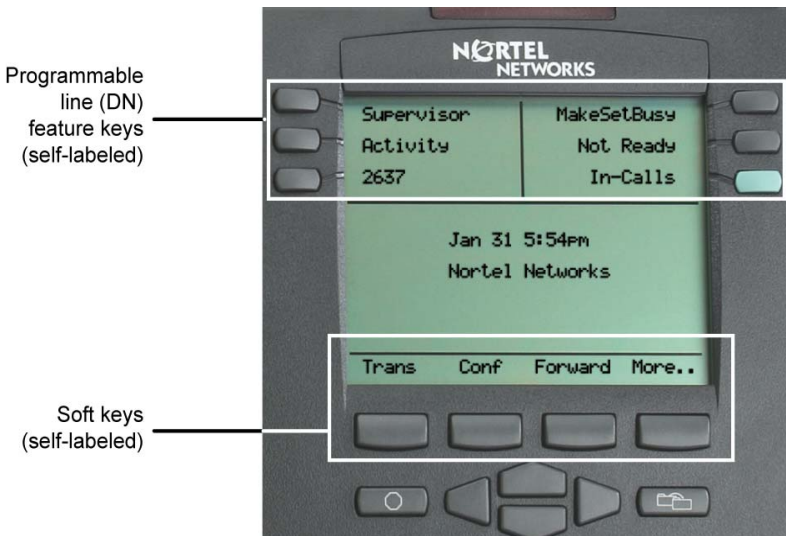 NORTEL
NETWORKS
Programmable
line (DN)
feature keys
(self-labeled)
Supervisor
MakeSetBusy
Activity
Not Ready
2637
In-Calls
Jan 31 5:54pm
Nortel Networks
Trans
Conf
Forward
More..
Soft keys
(self-labeled)